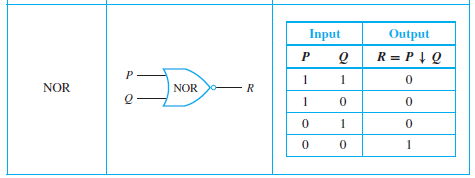 NOR
P
Q
NOR
R
Input Output
P Q R = P ↓ Q
1 1 0
1 0 0
0 1 0
0 0 1